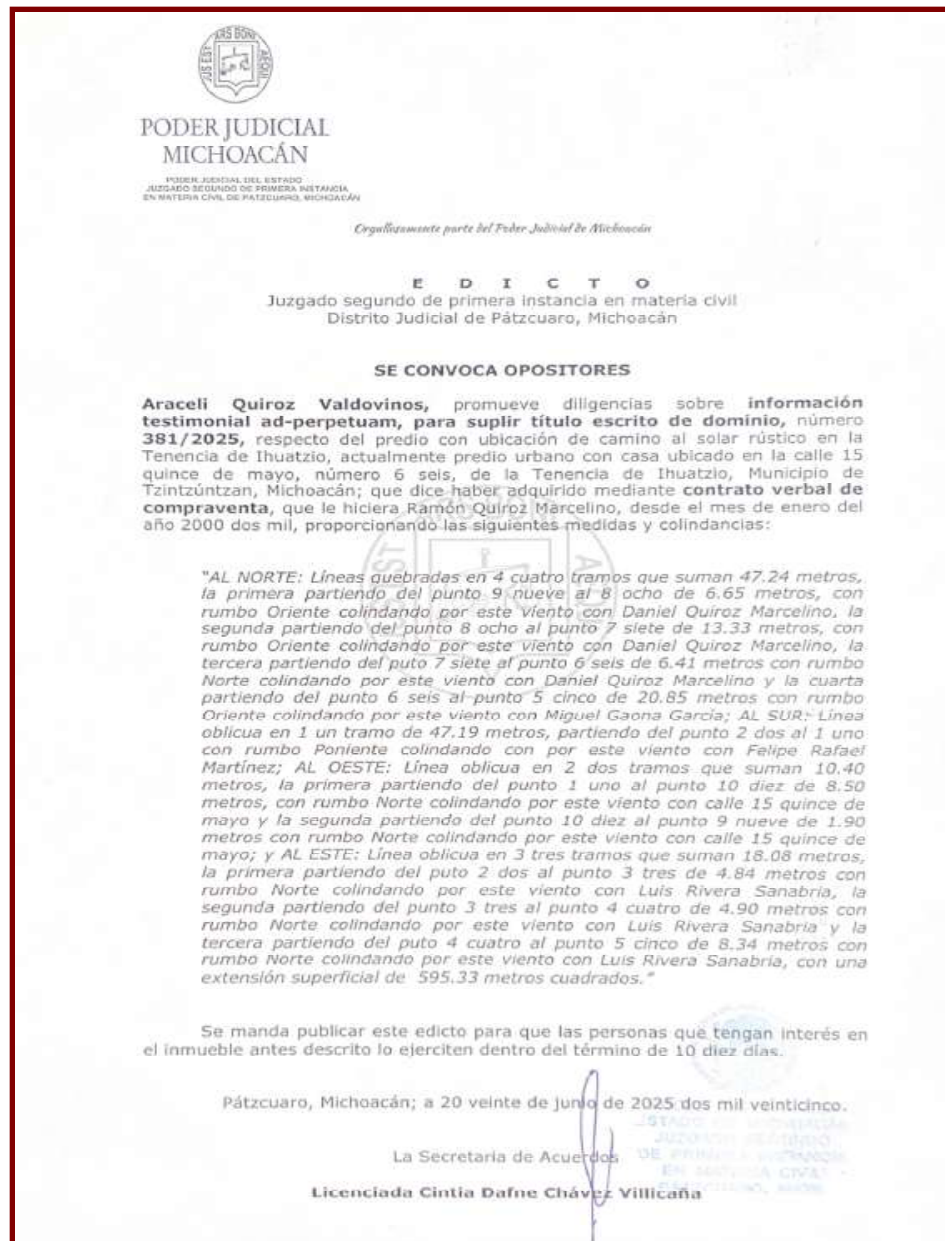 JUS EST ARS BONI AEQUI
PODER JUDICIAL
MICHOACÁN
PODER JUDICIAL DEL ESTADO
JUZGADO SEGUNDO DE PRIMERA INSTANCIA
EN MATERIA CIVIL DE PATZCUARO, MICHOACÁN
Orgullosamente parte del Poder Judicial de Michoacán
E D I C T O
Juzgado segundo de primera instancia en materia civil
Distrito Judicial de Pátzcuaro, Michoacán
SE CONVOCA OPOSITORES
Araceli Quiroz Valdovinos, promueve diligencias sobre información
testimonial ad-perpetuam, para suplir título escrito de dominio, número
381/2025, respecto del predio con ubicación de camino al solar rústico en la
Tenencia de Ihuatzio, actualmente predio urbano con casa ubicado en la calle 15
quince de mayo, número 6 seis, de la Tenencia de Ihuatzio, Municipio de
Tzintzúntzan, Michoacán; que dice haber adquirido mediante contrato verbal de
compraventa, que le hiciera Ramón Quiroz Marcelino, desde el mes de enero del
año 2000 dos mil, proporcionando las siguientes medidas y colindancias:
"AL NORTE: Líneas quebradas en 4 cuatro tramos que suman 47.24 metros,
la primera partiendo del punto 9 nueve al 8 ocho de 6.65 metros, con
rumbo Oriente colindando por este viento con Daniel Quiroz Marcelino, la
segunda partiendo del punto 8 ocho al punto 7 siete de 13.33 metros, con
rumbo Oriente colindando por este viento con Daniel Quiroz Marcelino, la
tercera partiendo del puto 7 siete al punto 6 seis de 6.41 metros con rumbo
Norte colindando por este viento con Daniel Quiroz Marcelino y la cuarta
partiendo del punto 6 seis al punto 5 cinco de 20.85 metros con rumbo
Oriente colindando por este viento con Miguel Gaona García; AL SUR: Línea
oblicua en 1 un tramo de 47.19 metros, partiendo del punto 2 dos al 1 uno
con rumbo Poniente colindando con por este viento con Felipe Rafael
Martínez; AL OESTE: Línea oblicua en 2 dos tramos que suman 10.40
metros, la primera partiendo del punto 1 uno al punto 10 diez de 8.50
metros, con rumbo Norte colindando por este viento con calle 15 quince de
mayo y la segunda partiendo del punto 10 diez al punto 9 nueve de 1.90
metros con rumbo Norte colindando por este viento con calle 15 quince de
mayo; y AL ESTE: Línea oblicua en 3 tres tramos que suman 18.08 metros,
la primera partiendo del puto 2 dos al punto 3 tres de 4.84 metros con
rumbo Norte colindando por este viento con Luis Rivera Sanabria, la
segunda partiendo del punto 3 tres al punto 4 cuatro de 4.90 metros con
rumbo Norte colindando por este viento con Luis Rivera Sanabria y la
tercera partiendo del puto 4 cuatro al punto 5 cinco de 8.34 metros con
rumbo Norte colindando por este viento con Luis Rivera Sanabria, con una
extensión superficial de 595.33 metros cuadrados."
Se manda publicar este edicto para que las personas que tengan interés en
el inmueble antes descrito lo ejerciten dentro del término de 10 diez días.
Pátzcuaro, Michoacán; a 20 veinte de junio de 2025 dos mil veinticinco.
JUZGADO SEGUNDO
DE PRIMERA INSTANCIA
EN MATERIA CIVIL
La Secretaria de Acuerdos
Licenciada Cintia Dafne Chávez Villicaña